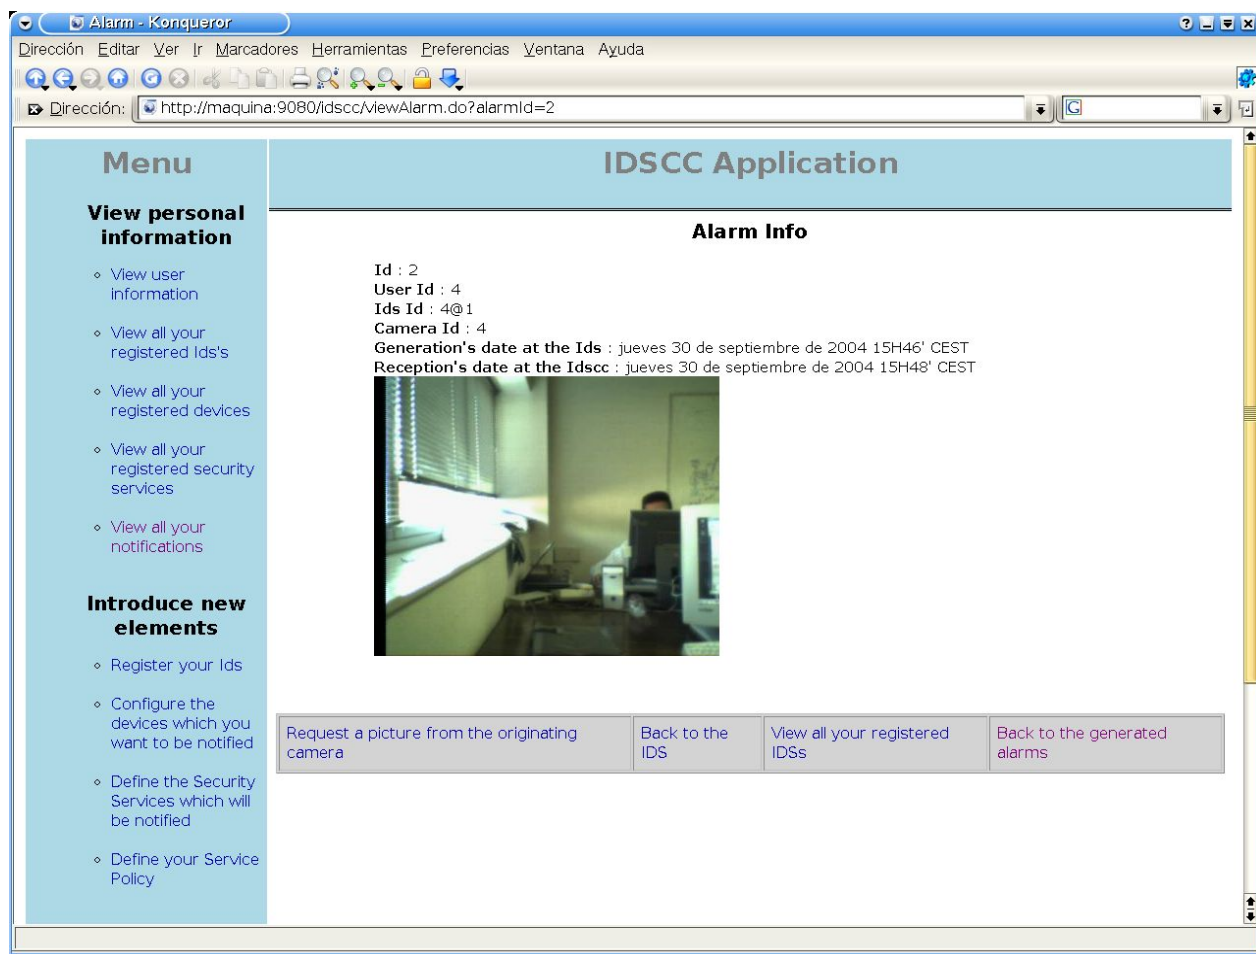 Alarm - Konqueror
Dirección Editar Ver Ir Marcadores Herramientas Preferencias Ventana Ayuda
Dirección: http://maquina:9080/idscc/viewAlarm.do?alarmId=2
Menu
View personal
information
View user
information
View all your
registered Ids's
View all your
registered devices
View all your
registered security
services
View all your
notifications
Introduce new
elements
Register your Ids
Configure the
devices which you
want to be notified
Define the Security
Services which will
be notified
Define your Service
Policy
IDSCC Application
Alarm Info
Id : 2
User Id : 4
Ids Id : 4@1
Camera Id : 4
Generation's date at the Ids : jueves 30 de septiembre de 2004 15H46' CEST
Reception's date at the Idscc : jueves 30 de septiembre de 2004 15H48' CEST
Request a picture from the originating
camera
Back to the
IDS
View all your registered
IDSs
Back to the generated
alarms